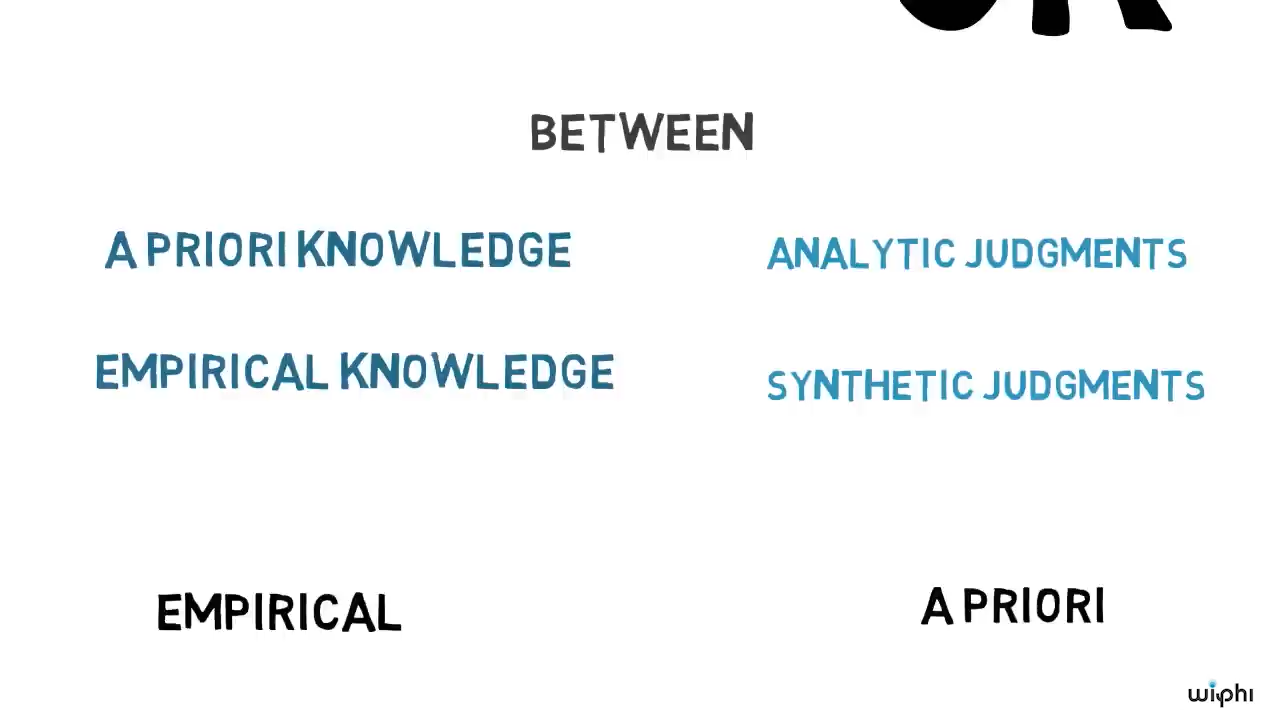 BETWEEN
A PRIORI KNOWLEDGE
ANALYTIC JUDGMENTS
EMPIRICAL KNOWLEDGE
SYNTHETIC JUDGMENTS
EMPIRICAL
A PRIORI
wiphi